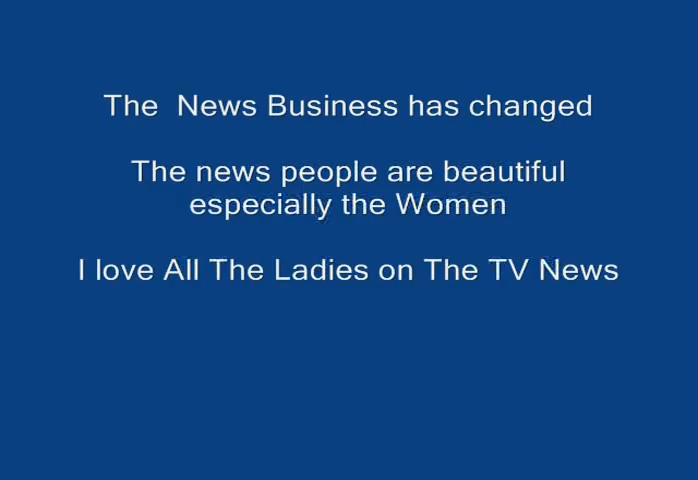 The  News Business has changed
The news people are beautiful
especially the Women
I love All The Ladies on The TV News